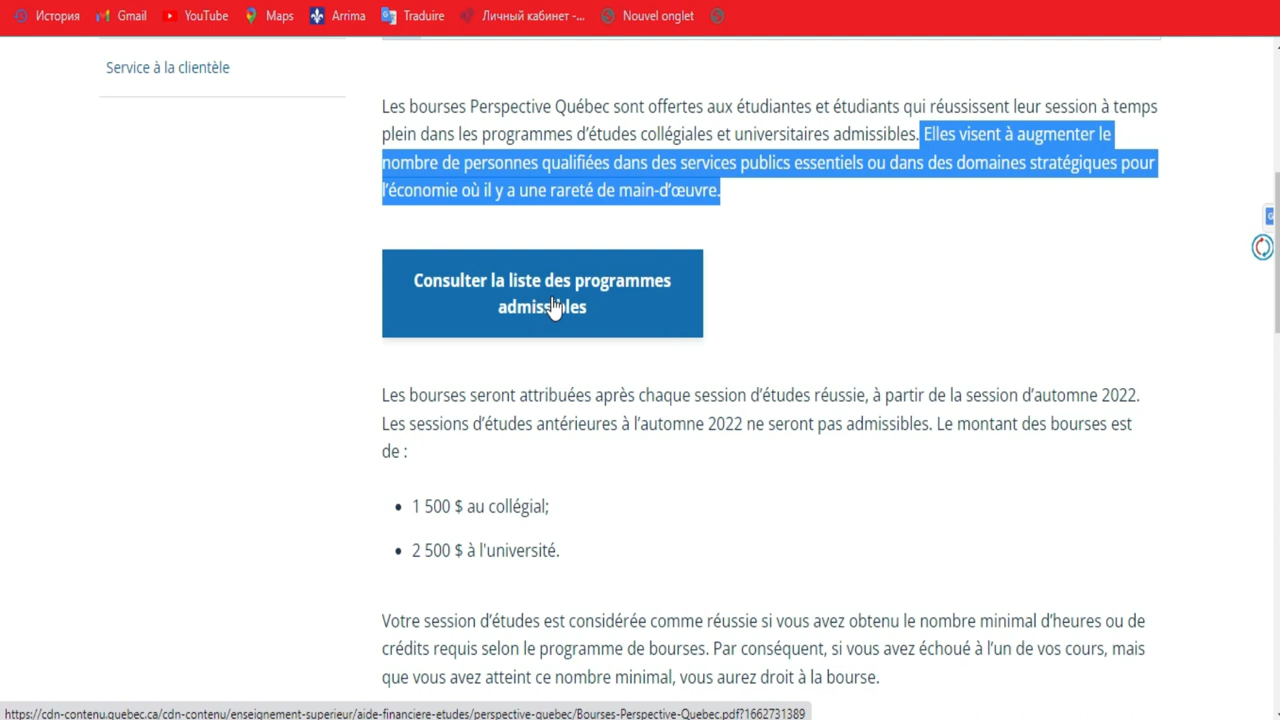 История Gmail YouTube Maps Arrima Traduire Личный кабинет -... Nouvel onglet
Service à la clientèle
Les bourses Perspective Québec sont offertes aux étudiantes et étudiants qui réussissent leur session à temps
plein dans les programmes d'études collégiales et universitaires admissibles. Elles visent à augmenter le
nombre de personnes qualifiées dans des services publics essentiels ou dans des domaines stratégiques pour
l'économie où il y a une rareté de main-d'œuvre.
Consulter la liste des programmes
admissibles
Les bourses seront attribuées après chaque session d'études réussie, à partir de la session d'automne 2022.
Les sessions d'études antérieures à l'automne 2022 ne seront pas admissibles. Le montant des bourses est
de :
• 1 500 $ au collégial;
• 2 500 $ à l'université.
Votre session d'études est considérée comme réussie si vous avez obtenu le nombre minimal d'heures ou de
crédits requis selon le programme de bourses. Par conséquent, si vous avez échoué à l'un de vos cours, mais
que vous avez atteint ce nombre minimal, vous aurez droit à la bourse.
https://cdn-contenu.quebec.ca/cdn-contenu/enseignement-superieur/aide-financiere-etudes/perspective-quebec/Bourses-Perspective-Quebec.pdf?1662731389